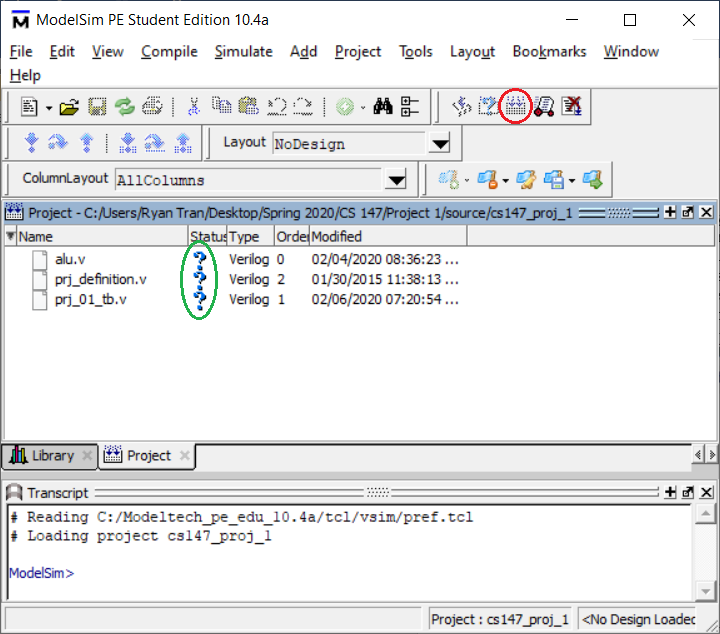 ModelSim PE Student Edition 10.4a
File Edit View Compile Simulate Add Project Tools Layout Bookmarks Window
Help
Layout NoDesign
ColumnLayout AllColumns
Project - C:/Users/Ryan Tran/Desktop/Spring 2020/CS 147/Project 1/source/cs147_proj_1
Name Status Type Order Modified
alu.v ? Verilog 0 02/04/2020 08:36:23 ...
prj_definition.v ? Verilog 2 01/30/2015 11:38:13 ...
prj_01_tb.v ? Verilog 1 02/06/2020 07:20:54 ...
Library Project
Transcript
# Reading C:/Modeltech_pe_edu_10.4a/tcl/vsim/pref.tcl
# Loading project cs147_proj_1
ModelSim>
Project : cs147_proj_1 <No Design Loaded